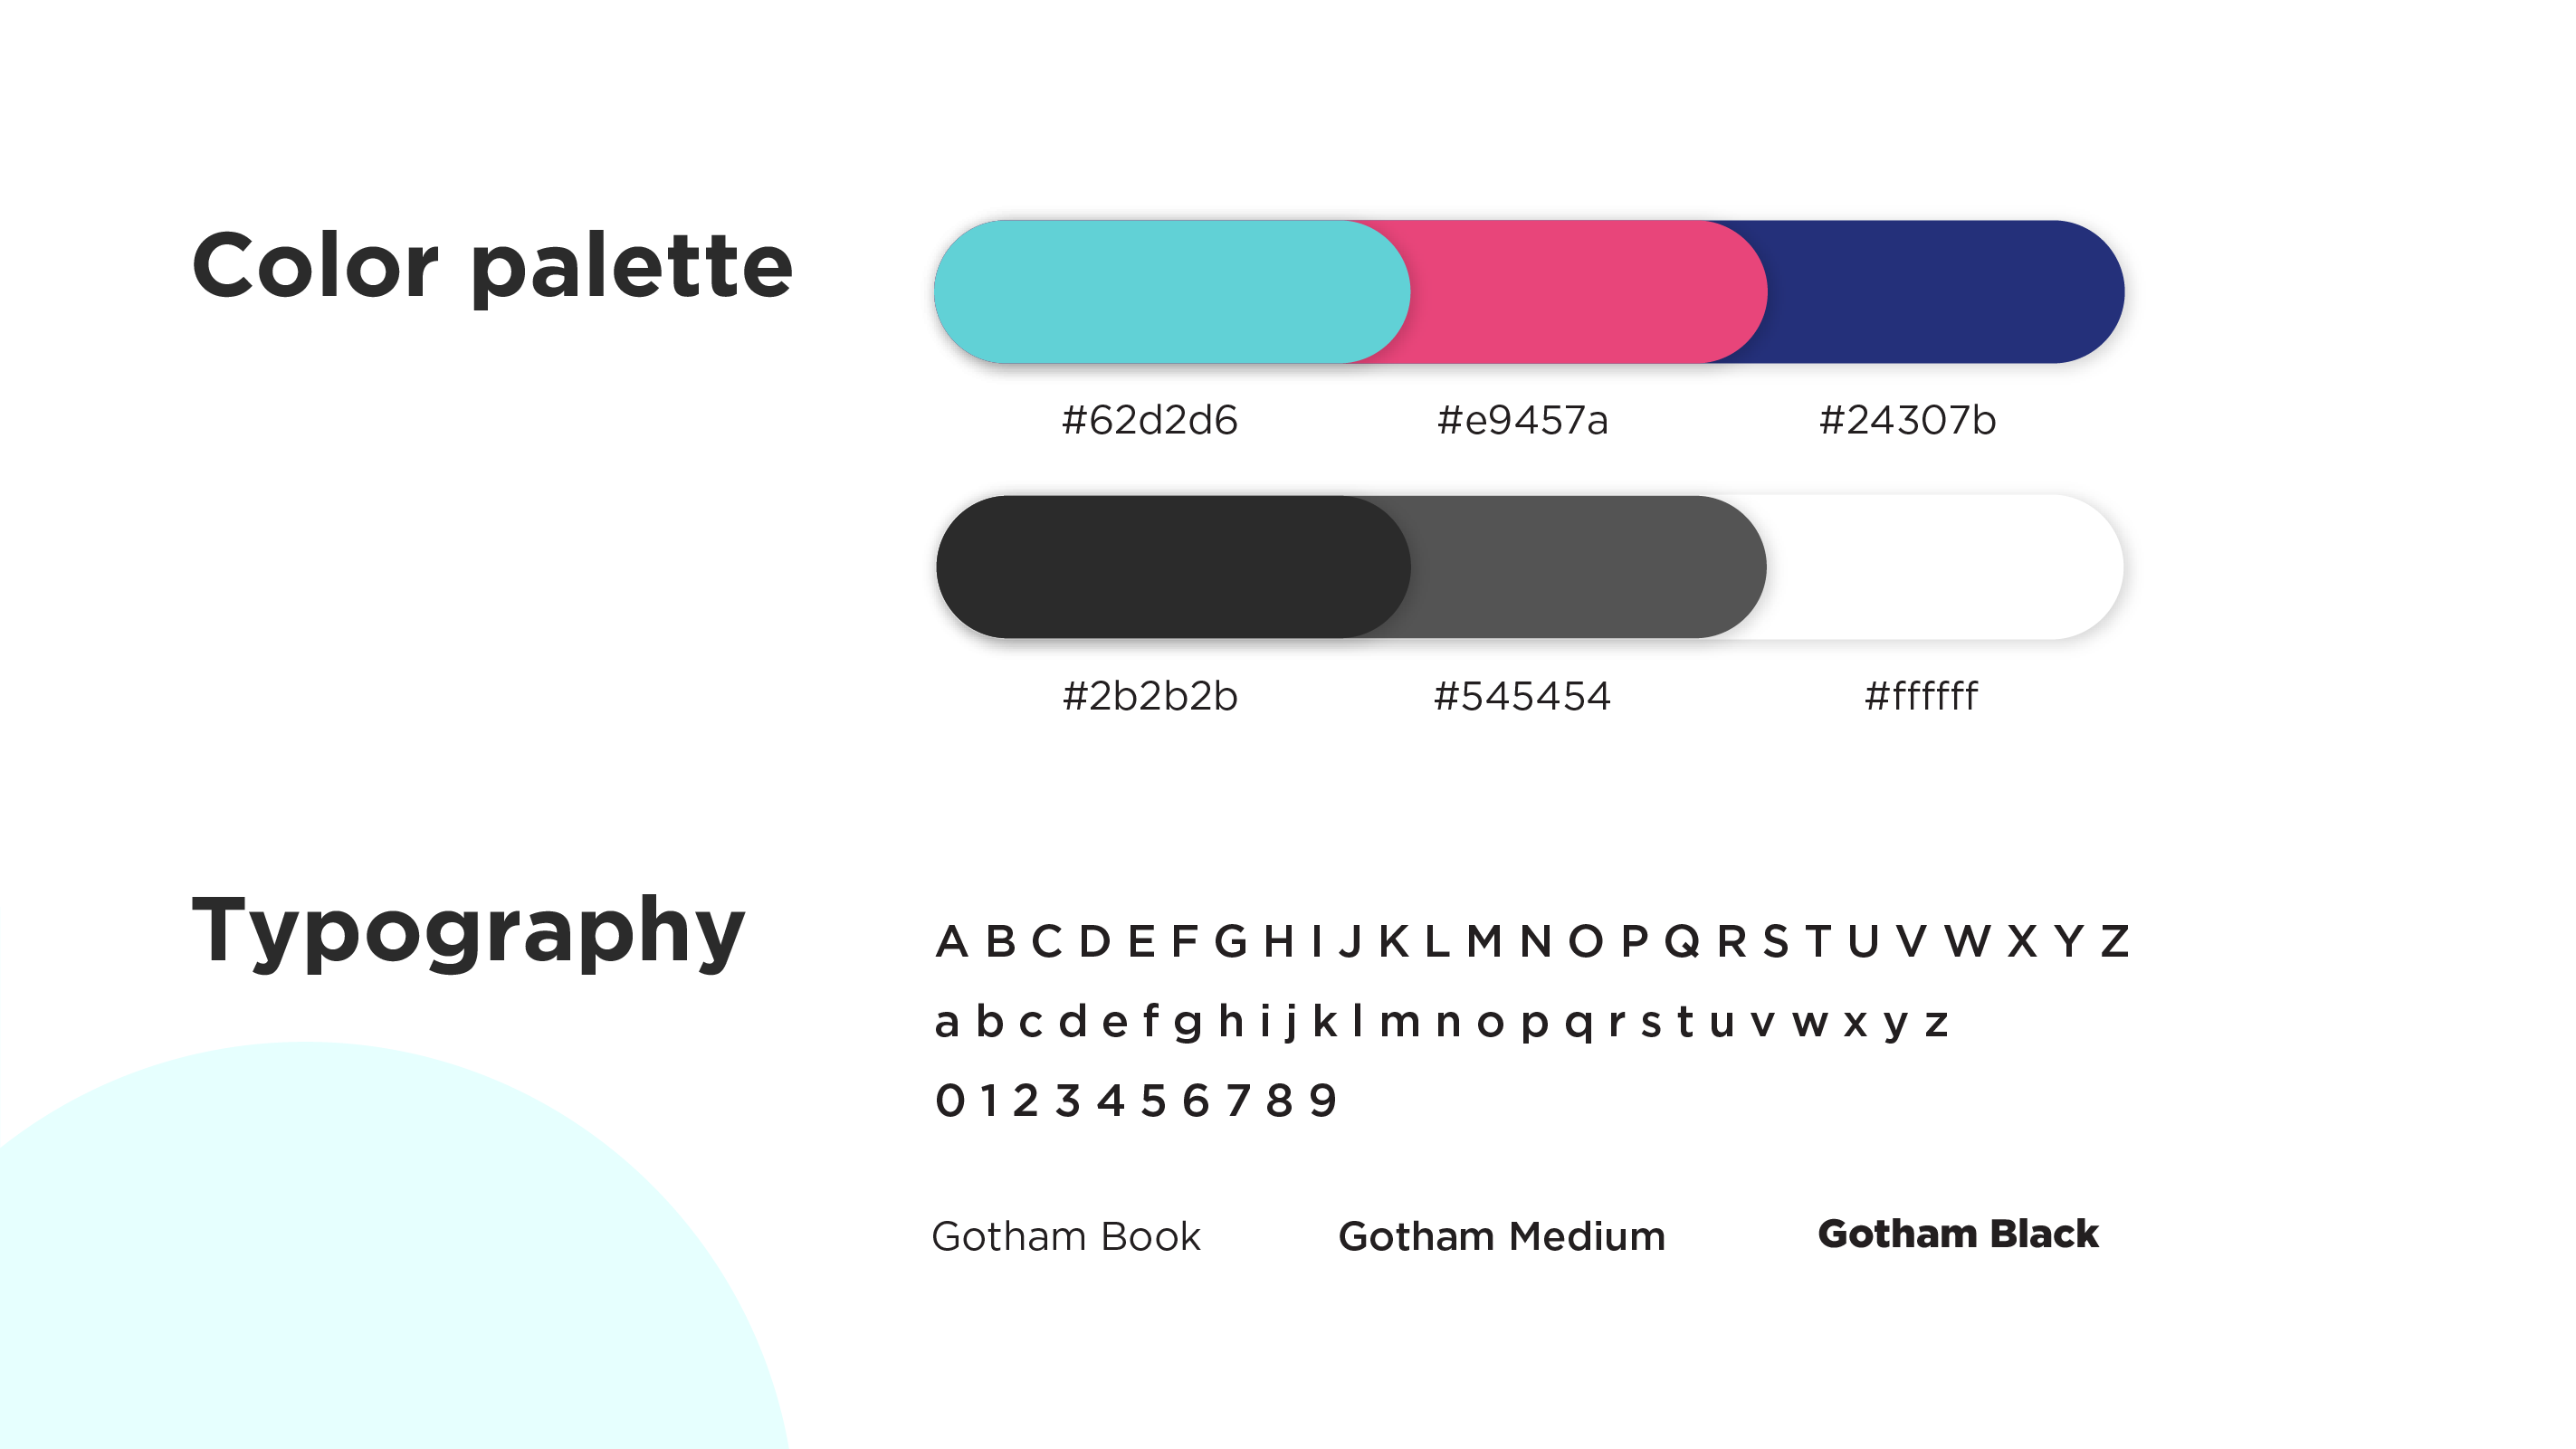 Color palette
#62d2d6 #e9457a #24307b
#2b2b2b #545454 #ffffff
Typography
A B C D E F G H I J K L M N O P Q R S T U V W X Y Z
a b c d e f g h i j k l m n o p q r s t u v w x y z
0 1 2 3 4 5 6 7 8 9
Gotham Book Gotham Medium Gotham Black